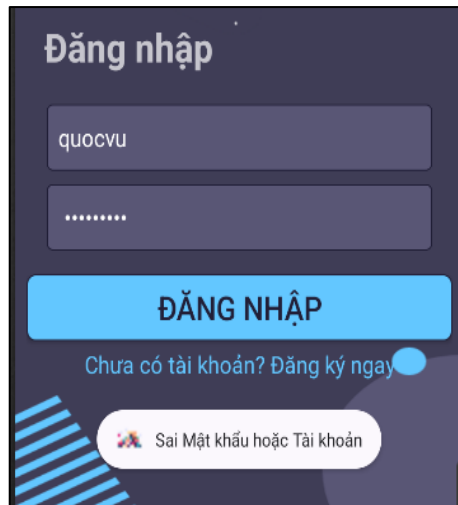 Đăng nhập
quocvu
•••••••••
ĐĂNG NHẬP
Chưa có tài khoản? Đăng ký ngay
Sai Mật khẩu hoặc Tài khoản